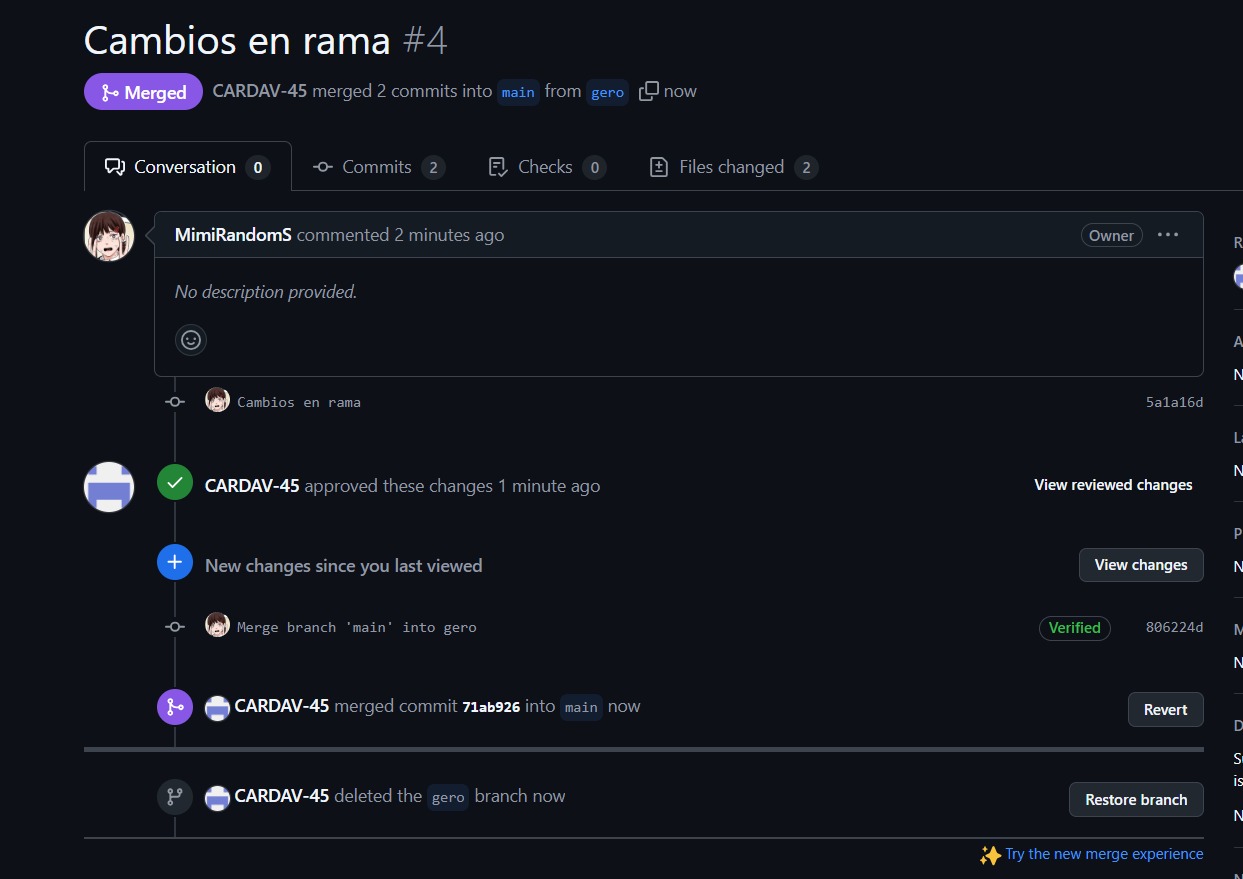 Cambios en rama #4
Merged CARDAV-45 merged 2 commits into main from gero now
Conversation 0 Commits 2 Checks 0 Files changed 2
MimiRandomS commented 2 minutes ago Owner
No description provided.
Cambios en rama 5a1a16d
CARDAV-45 approved these changes 1 minute ago View reviewed changes
New changes since you last viewed View changes
Merge branch 'main' into gero Verified 806224d
CARDAV-45 merged commit 71ab926 into main now Revert
CARDAV-45 deleted the gero branch now Restore branch
Try the new merge experience